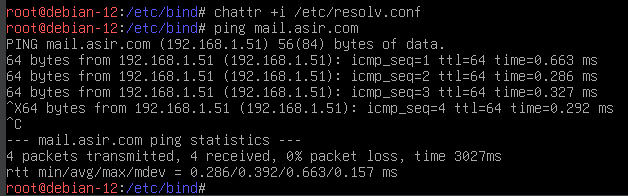 root@debian-12:/etc/bind# chattr +i /etc/resolv.conf
root@debian-12:/etc/bind# ping mail.asir.com
PING mail.asir.com (192.168.1.51) 56(84) bytes of data.
64 bytes from 192.168.1.51 (192.168.1.51): icmp_seq=1 ttl=64 time=0.663 ms
64 bytes from 192.168.1.51 (192.168.1.51): icmp_seq=2 ttl=64 time=0.286 ms
64 bytes from 192.168.1.51 (192.168.1.51): icmp_seq=3 ttl=64 time=0.327 ms
^X64 bytes from 192.168.1.51 (192.168.1.51): icmp_seq=4 ttl=64 time=0.292 ms
^C
--- mail.asir.com ping statistics ---
4 packets transmitted, 4 received, 0% packet loss, time 3027ms
rtt min/avg/max/mdev = 0.286/0.392/0.663/0.157 ms
root@debian-12:/etc/bind#